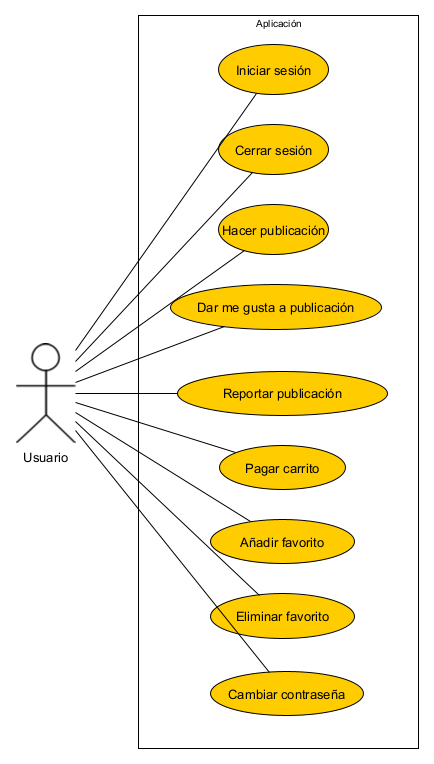 Aplicación
Iniciar sesión
Cerrar sesión
Hacer publicación
Dar me gusta a publicación
Reportar publicación
Usuario
Pagar carrito
Añadir favorito
Eliminar favorito
Cambiar contraseña